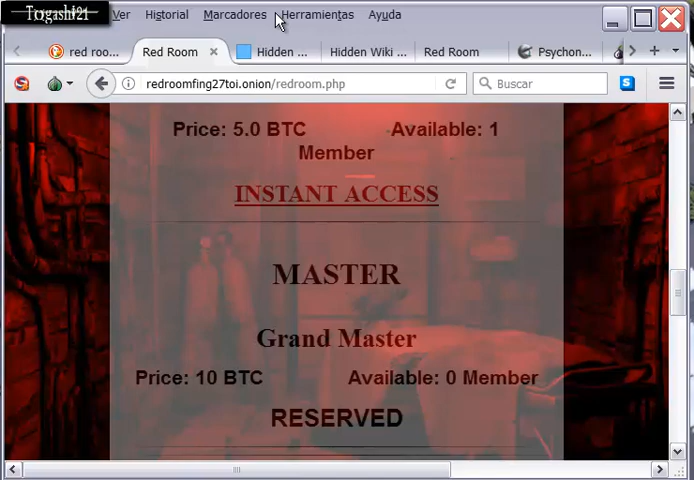 Togashi21
Ver Historial Marcadores Herramientas Ayuda
red roo... Red Room Hidden ... Hidden Wiki ... Red Room Psychon...
redroomfing27toi.onion/redroom.php Buscar
Price: 5.0 BTC Available: 1
Member
INSTANT ACCESS
MASTER
Grand Master
Price: 10 BTC Available: 0 Member
RESERVED